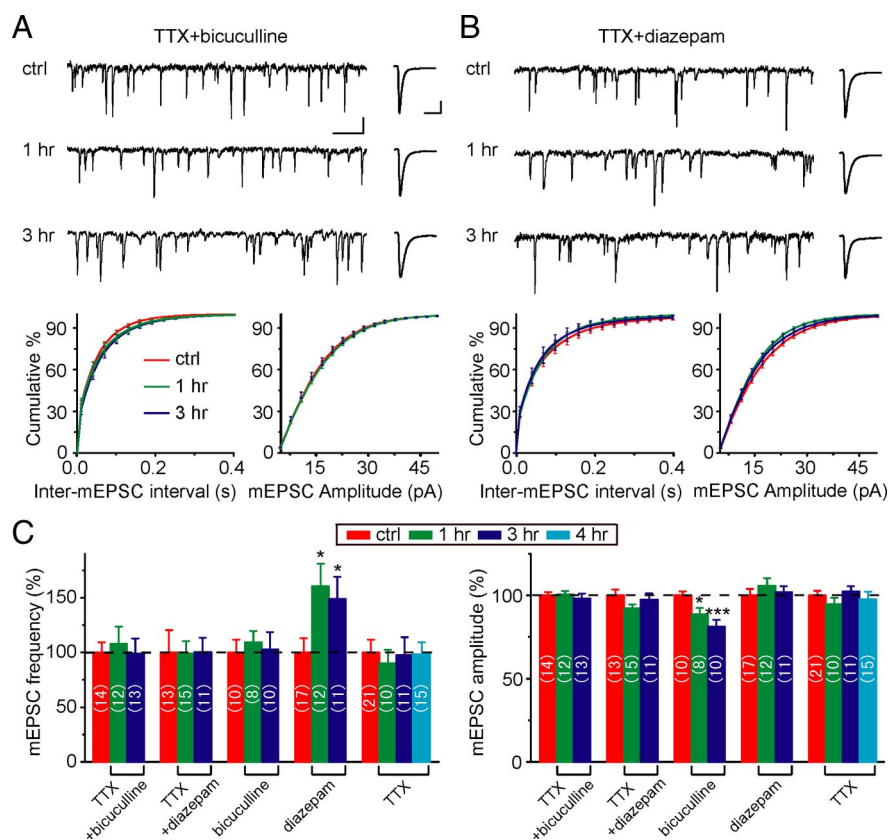 A
TTX+bicuculline
ctrl
1 hr
3 hr
B
TTX+diazepam
ctrl
1 hr
3 hr
Cumulative %
90
60
30
0
ctrl
1 hr
3 hr
0.0 0.2 0.4
Inter-mEPSC interval (s)
90
60
30
0
15 30 45
mEPSC Amplitude (pA)
Cumulative %
90
60
30
0
0.0 0.2 0.4
Inter-mEPSC interval (s)
90
60
30
0
15 30 45
mEPSC Amplitude (pA)
C
ctrl 1 hr 3 hr 4 hr
mEPSC frequency (%)
150
100
50
0
* *
(14) (12) (13) (13) (15) (11) (10) (8) (10) (17) (12) (11) (21) (10) (11) (15)
TTX
+bicuculline
TTX
+diazepam
bicuculline
diazepam
TTX
mEPSC amplitude (%)
100
50
0
* ***
(14) (12) (13) (13) (15) (11) (10) (8) (10) (17) (12) (11) (21) (10) (11) (15)
TTX
+bicuculline
TTX
+diazepam
bicuculline
diazepam
TTX